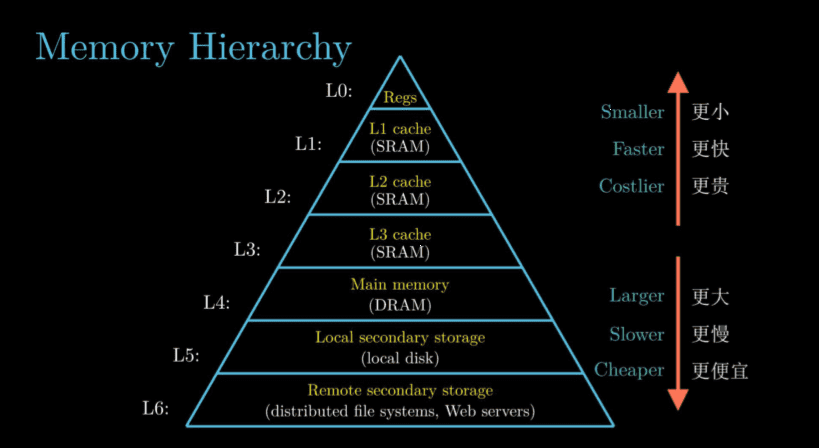 Memory Hierarchy
L0:
Regs
L1:
L1 cache
(SRAM)
L2:
L2 cache
(SRAM)
L3:
L3 cache
(SRAM)
L4:
Main memory
(DRAM)
L5:
Local secondary storage
(local disk)
L6:
Remote secondary storage
(distributed file systems, Web servers)
Smaller 更小
Faster 更快
Costlier 更贵
Larger 更大
Slower 更慢
Cheaper 更便宜